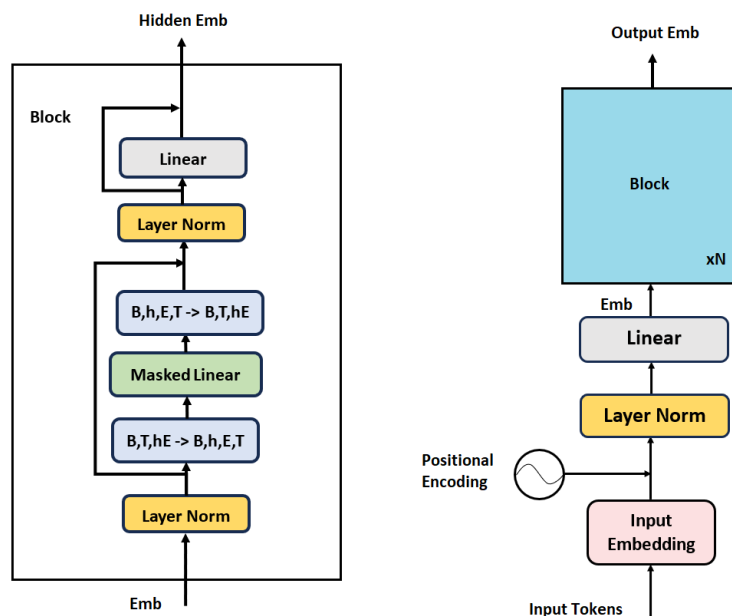 Hidden Emb
Block
Linear
Layer Norm
B,h,E,T -> B,T,hE
Masked Linear
B,T,hE -> B,h,E,T
Layer Norm
Emb
Output Emb
Block
xN
Emb
Linear
Layer Norm
Positional
Encoding
Input
Embedding
Input Tokens